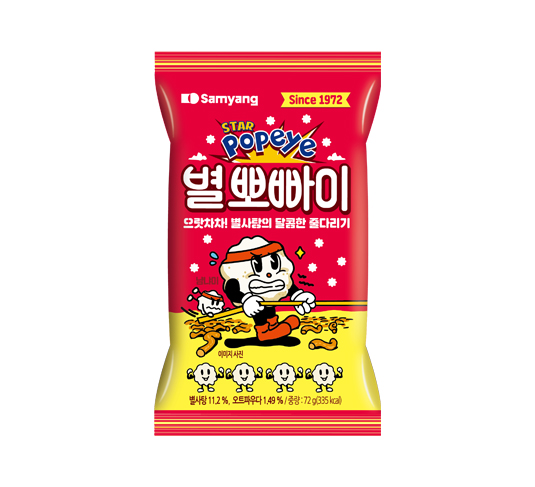 Samyang
Since 1972
STAR
POPEYE
별뽀빠이
으랏차차! 별사탕의 달콤한 줄다리기
이미지 사진
별사탕 11.2 %, 오트파우다 1.49 % / 중량 : 72 g(335 kcal)